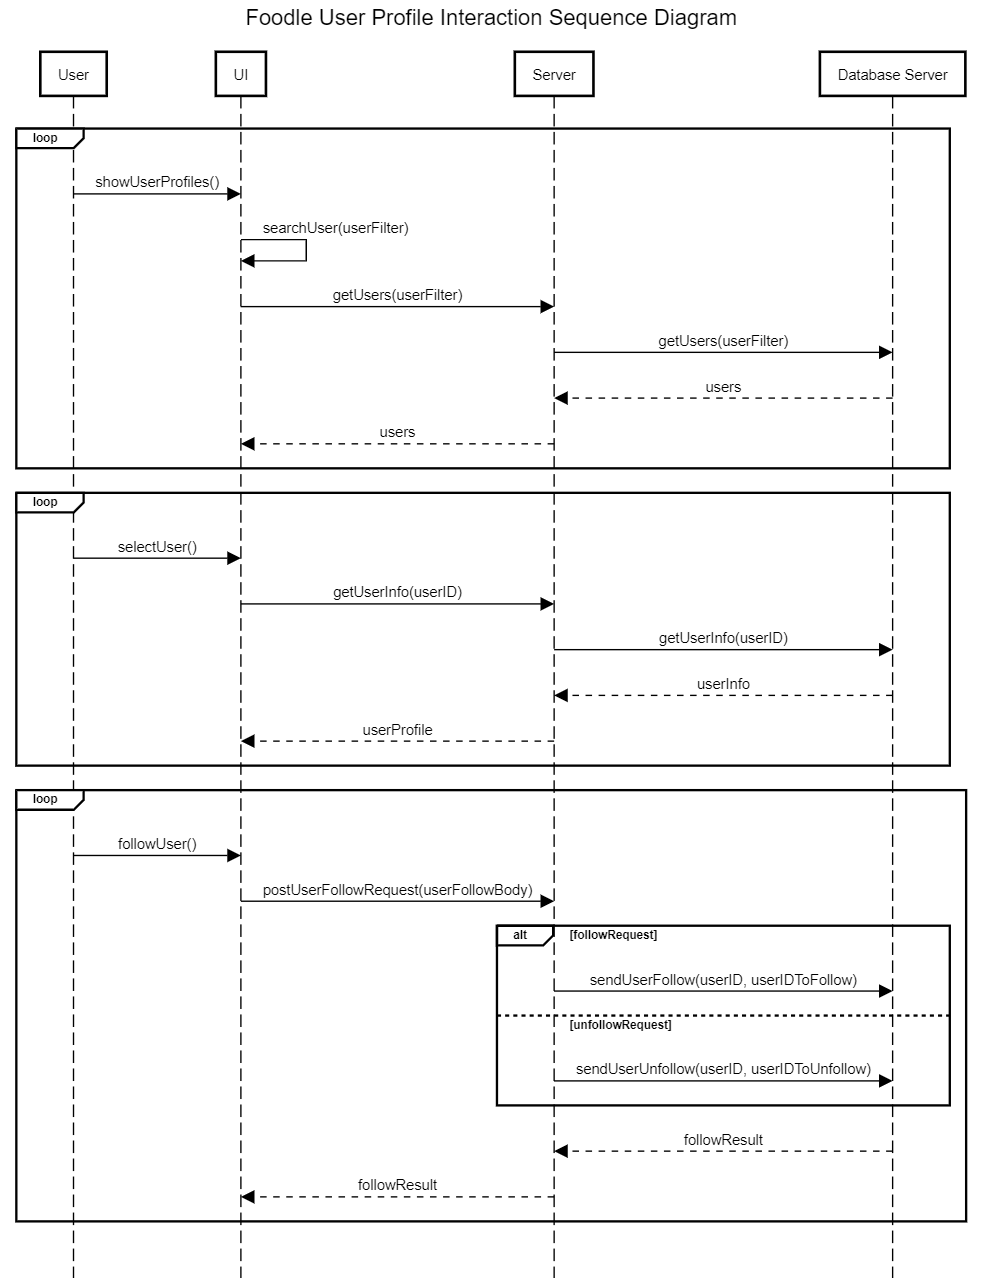 Foodle User Profile Interaction Sequence Diagram
User
UI
Server
Database Server
loop
showUserProfiles()
searchUser(userFilter)
getUsers(userFilter)
getUsers(userFilter)
users
users
loop
selectUser()
getUserInfo(userID)
getUserInfo(userID)
userInfo
userProfile
loop
followUser()
postUserFollowRequest(userFollowBody)
alt
[followRequest]
sendUserFollow(userID, userIDToFollow)
[unfollowRequest]
sendUserUnfollow(userID, userIDToUnfollow)
followResult
followResult